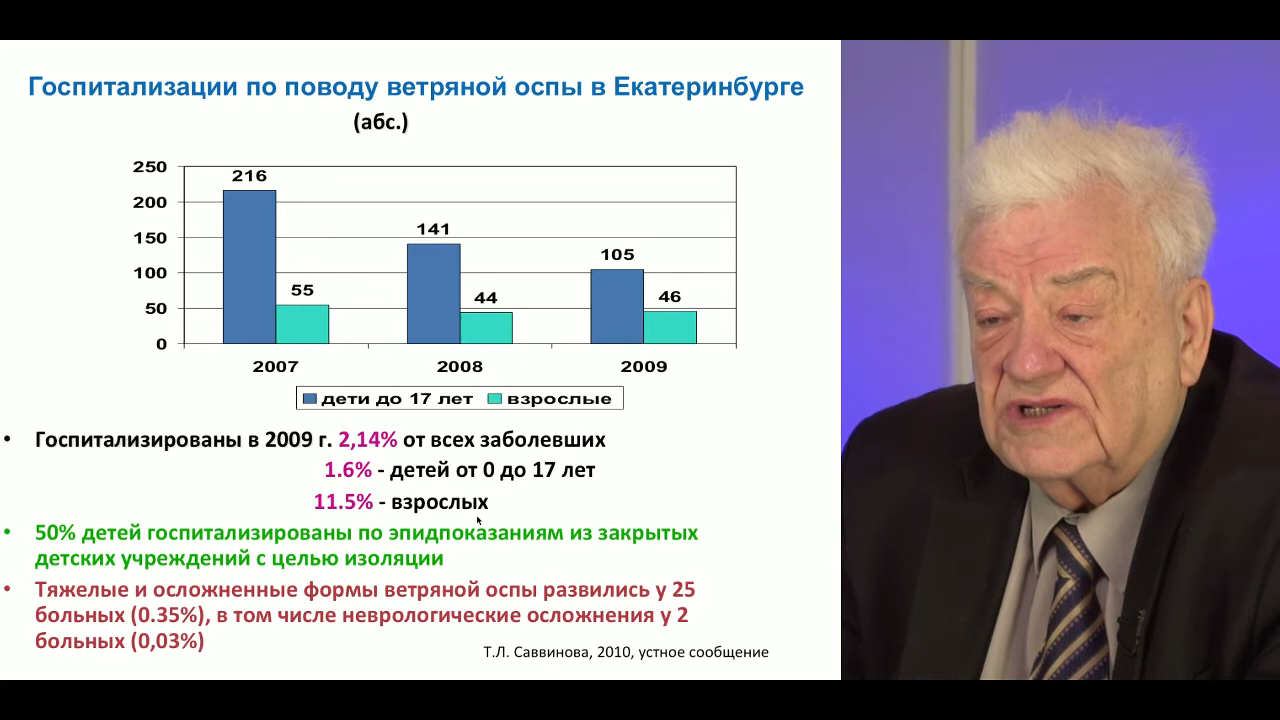 Госпитализации по поводу ветряной оспы в Екатеринбурге
(абс.)
250
200
150
100
50
0
216
55
141
44
105
46
2007
2008
2009
дети до 17 лет
взрослые
• Госпитализированы в 2009 г. 2,14% от всех заболевших
1.6% - детей от 0 до 17 лет
11.5% - взрослых
• 50% детей госпитализированы по эпидпоказаниям из закрытых
детских учреждений с целью изоляции
• Тяжелые и осложненные формы ветряной оспы развились у 25
больных (0.35%), в том числе неврологические осложнения у 2
больных (0,03%)
Т.Л. Саввинова, 2010, устное сообщение